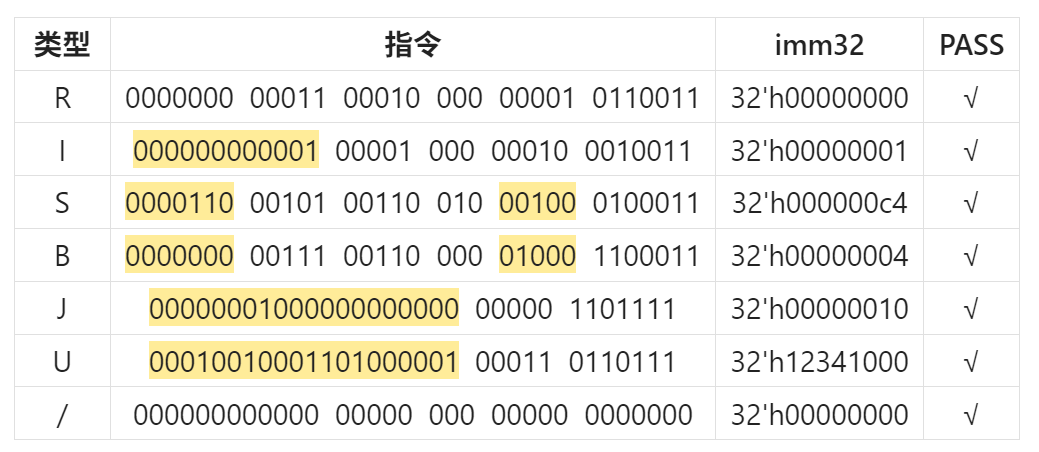 类型 指令 imm32 PASS
R 0000000 00011 00010 000 00001 0110011 32'h00000000 √
I 000000000001 00001 000 00010 0010011 32'h00000001 √
S 0000110 00101 00110 010 00100 0100011 32'h000000c4 √
B 0000000 00111 00110 000 01000 1100011 32'h00000004 √
J 00000001000000000000 00000 1101111 32'h00000010 √
U 00010010001101000001 00011 0110111 32'h12341000 √
/ 000000000000 00000 000 00000 0000000 32'h00000000 √